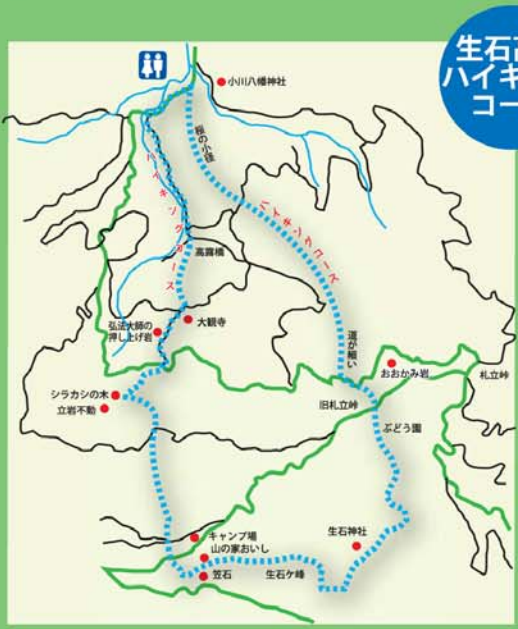 生石高
ハイキ
コー
小川八幡神社
桜の小径
ハイキングコース
ハイキングコース
高霧橋
大観寺
弘法大師の
押し上げ岩
道が細い
おおかみ岩
札立峠
シラカシの木
立岩不動
旧札立峠
ぶどう園
キャンプ場
山の家おいし
生石神社
笠石
生石ケ峰